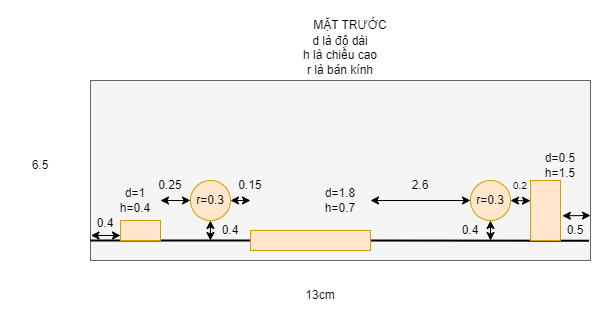 MẶT TRƯỚC
d là độ dài
h là chiều cao
r là bán kính
6.5
d=0.5
h=1.5
0.25
0.15
d=1.8
h=0.7
2.6
0.2
d=1
h=0.4
r=0.3
r=0.3
0.4
0.4
0.4
0.5
13cm